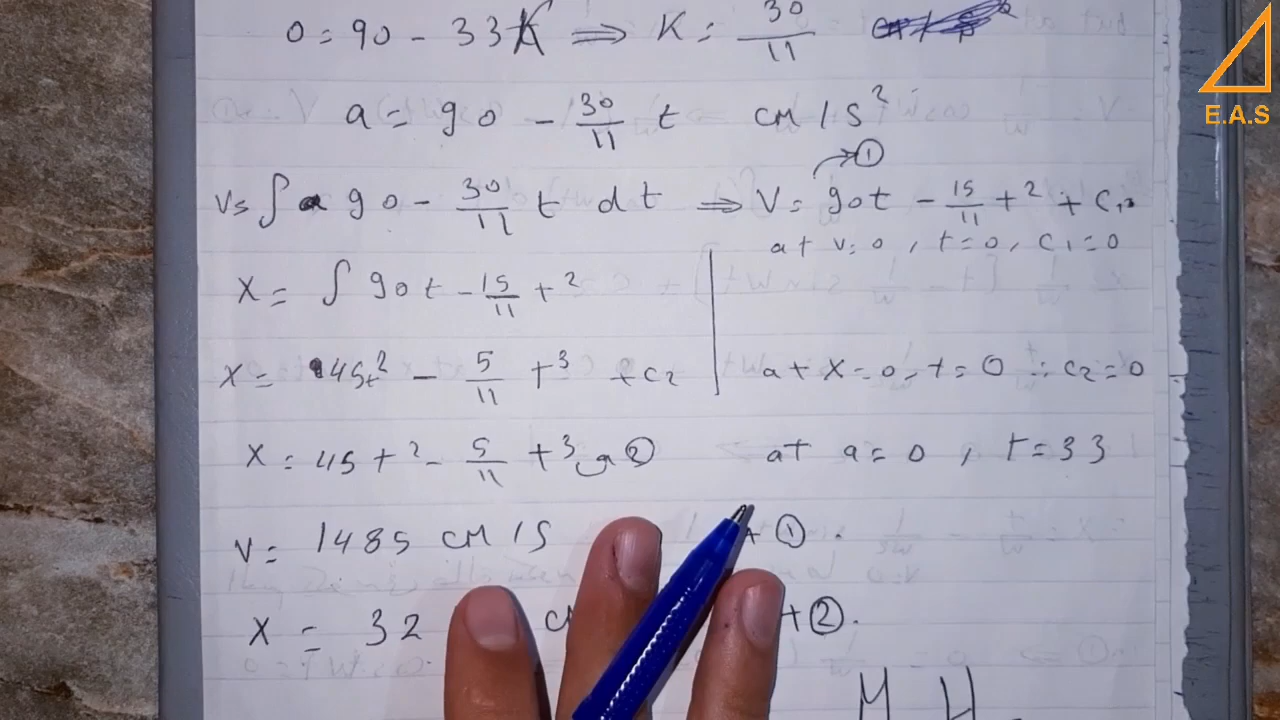 0 = 90 - 33K ⇒ K = 30/11
a = 90 - 30/11 t cm/s²
E.A.S
① 
Vs ∫ 90 - 30/11 t dt ⇒ V = 90t - 15/11 t² + C₁
at v=0, t=0, C₁=0
X = ∫ 90t - 15/11 t²
X = 45t² - 5/11 t³ + C₂ at X=0, t=0 ∴ C₂=0
X = 45t² - 5/11 t³ → ② at a=0, t=33
V = 1485 cm/s ① .
X = 32 ②.
M H